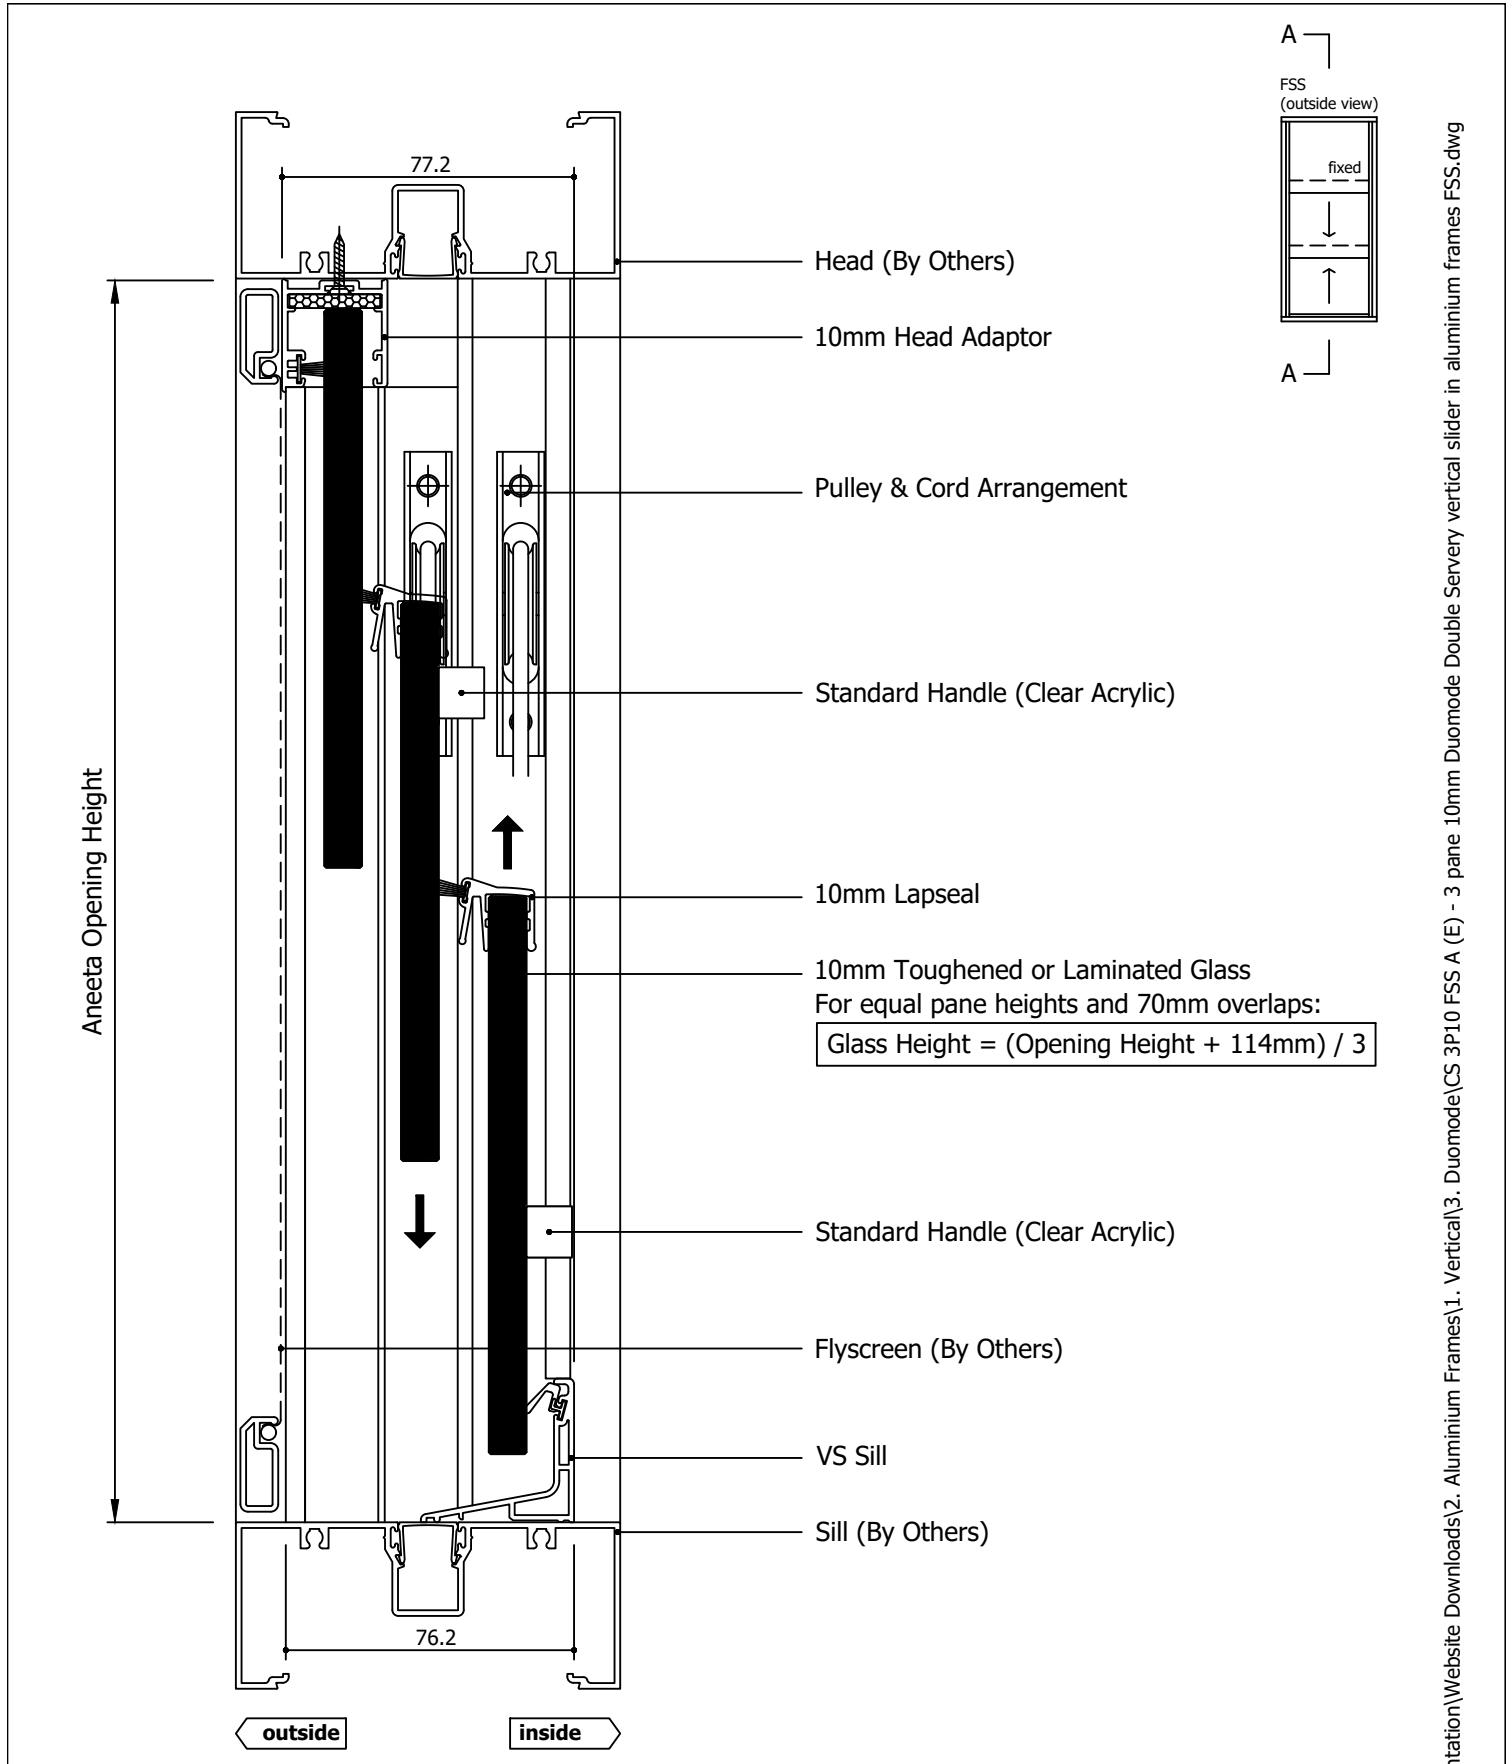 A
FSS
(outside view)
fixed
A
77.2
Head (By Others)
10mm Head Adaptor
Pulley & Cord Arrangement
Standard Handle (Clear Acrylic)
Aneeta Opening Height
10mm Lapseal
10mm Toughened or Laminated Glass
For equal pane heights and 70mm overlaps:
Glass Height = (Opening Height + 114mm) / 3
Standard Handle (Clear Acrylic)
Flyscreen (By Others)
VS Sill
Sill (By Others)
76.2
outside
inside
ntation\Website Downloads\2. Aluminium Frames\1. Vertical\3. Duomode\CS 3P10 FSS A (E) - 3 pane 10mm Duomode Double Servery vertical slider in aluminium frames FSS.dwg